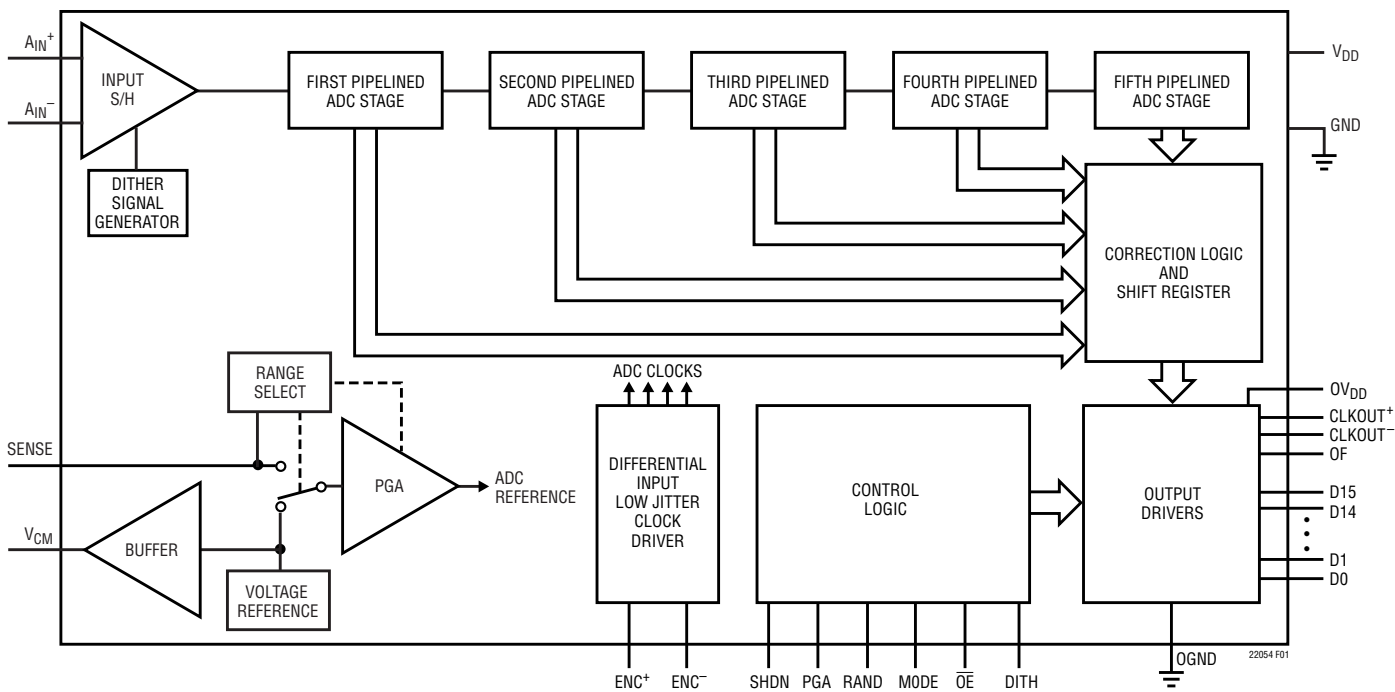 AIN+
AIN−
INPUT
S/H
DITHER
SIGNAL
GENERATOR
FIRST PIPELINED
ADC STAGE
SECOND PIPELINED
ADC STAGE
THIRD PIPELINED
ADC STAGE
FOURTH PIPELINED
ADC STAGE
FIFTH PIPELINED
ADC STAGE
VDD
GND
CORRECTION LOGIC
AND
SHIFT REGISTER
RANGE
SELECT
SENSE
PGA
ADC
REFERENCE
VCM
BUFFER
VOLTAGE
REFERENCE
ADC CLOCKS
DIFFERENTIAL
INPUT
LOW JITTER
CLOCK
DRIVER
CONTROL
LOGIC
OUTPUT
DRIVERS
OVDD
CLKOUT+
CLKOUT−
OF
D15
D14
D1
D0
OGND
22054 F01
ENC+
ENC−
SHDN
PGA
RAND
MODE
O̅E̅
DITH